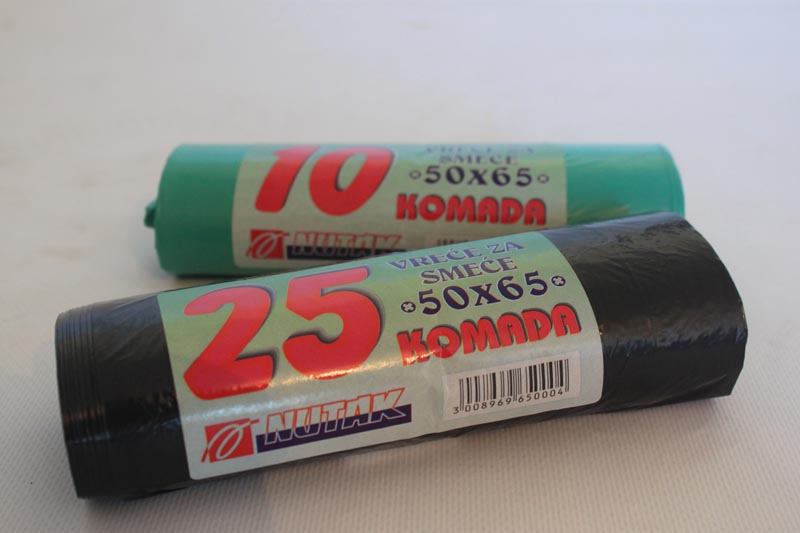 10
VREĆE ZA
SMEĆE
50X65
KOMADA
NUTAK
25
VREĆE ZA
SMEĆE
50X65
KOMADA
NUTAK
3 008969 650004